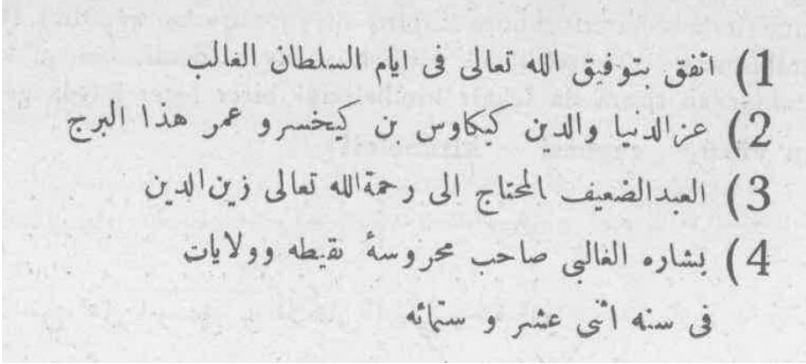 1) اتفق بتوفيق الله تعالى فى ايام السلطان الغالب
2) عزالدنيا والدين كيكاوس بن كيخسرو عمر هذا البرج
3) العبدالضعيف المحتاج الى رحمةالله تعالى زين الدين
4) بشاره الغالبى صاحب محروسهٔ نقيطه وولايات
فى سنه اثنى عشر و ستمائه